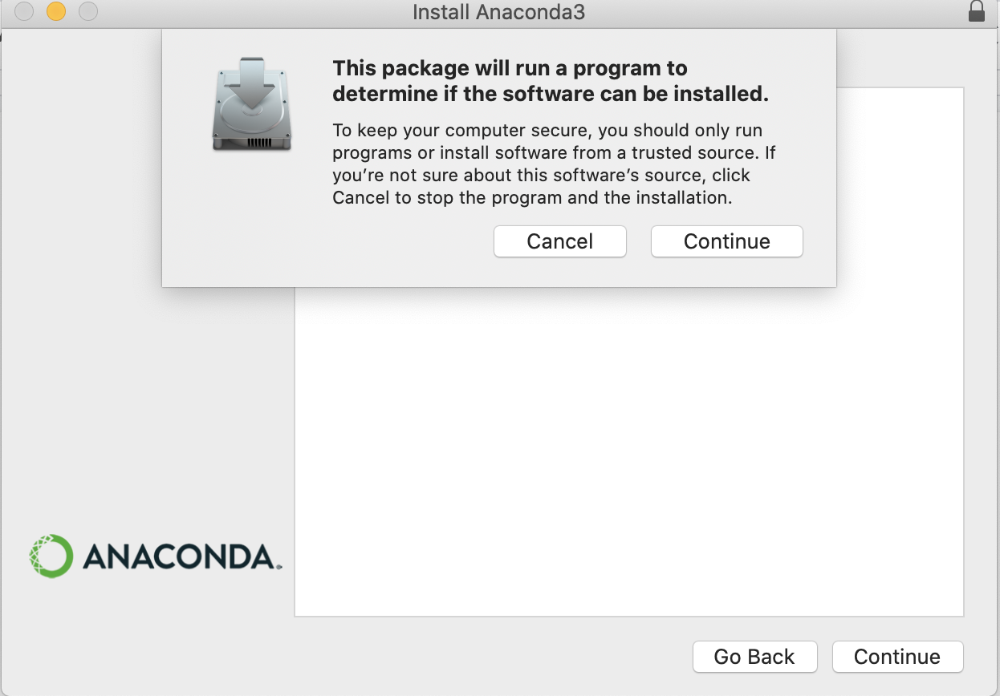 Install Anaconda3
This package will run a program to
determine if the software can be installed.
To keep your computer secure, you should only run
programs or install software from a trusted source. If
you’re not sure about this software’s source, click
Cancel to stop the program and the installation.
Cancel
Continue
ANACONDA.
Go Back
Continue